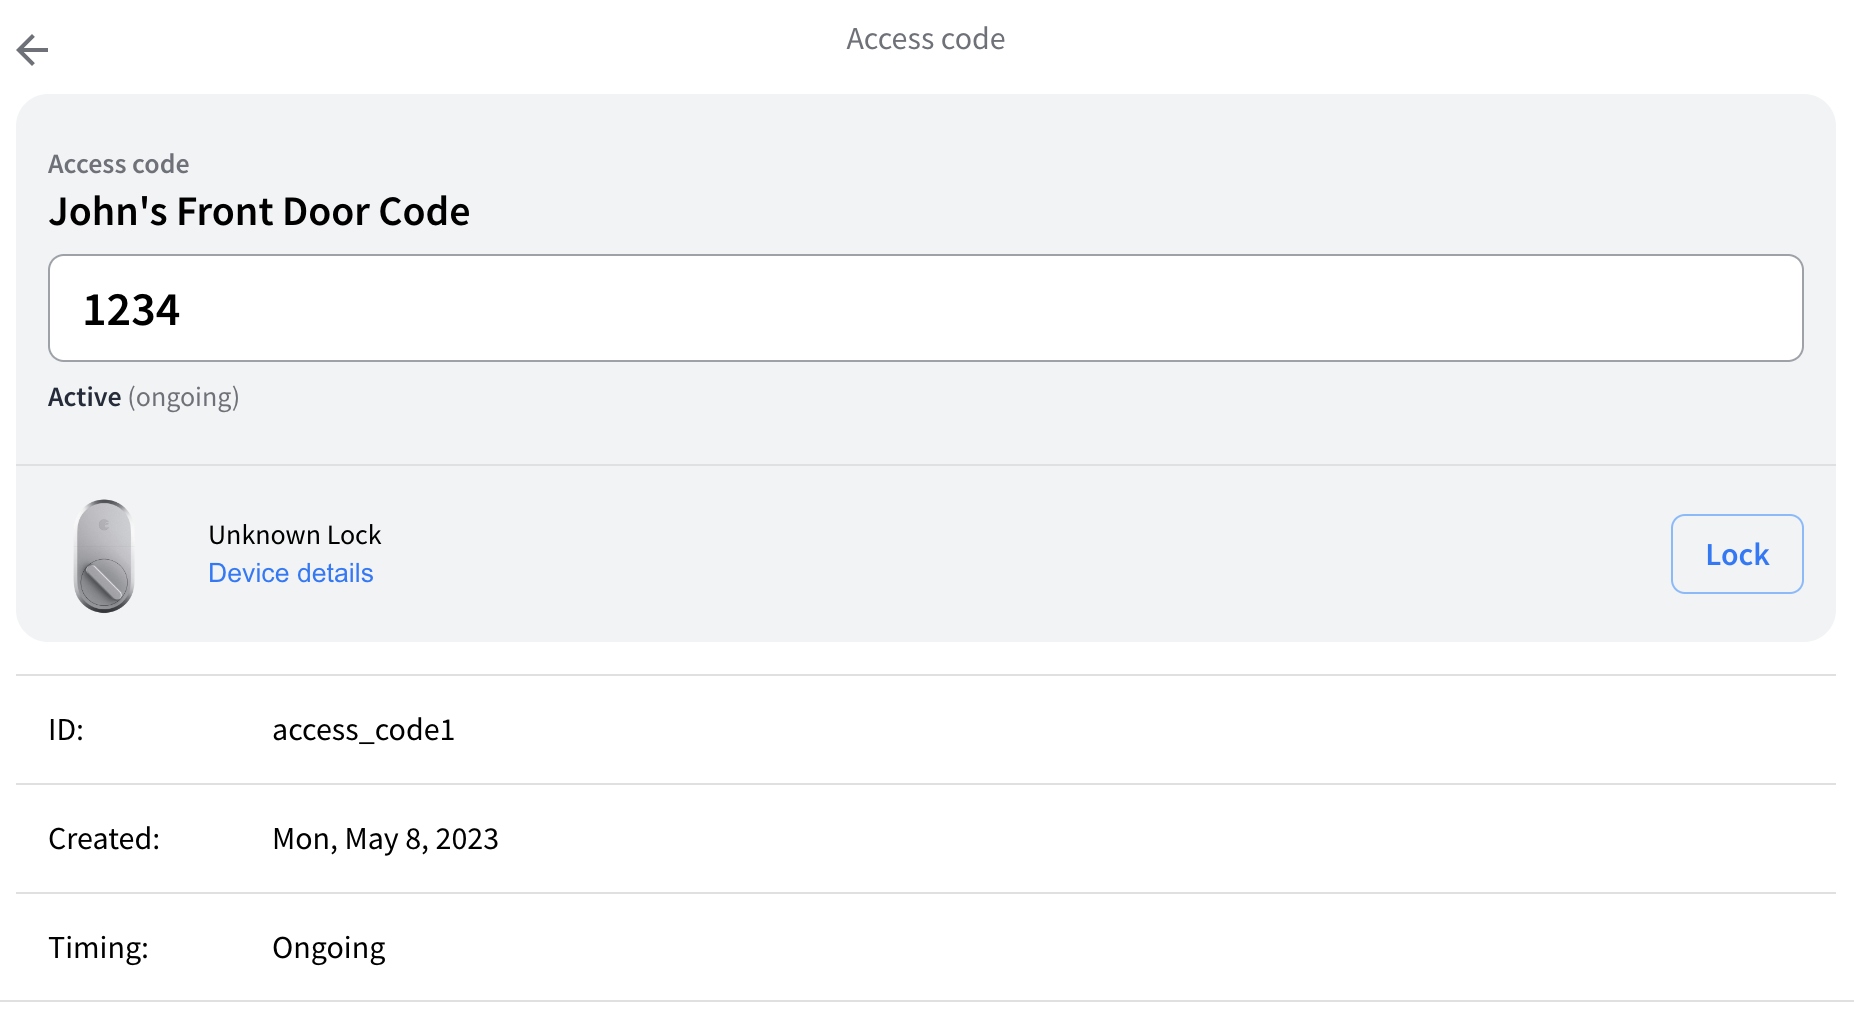 Access code
Access code
John's Front Door Code
1234
Active (ongoing)
Unknown Lock
Device details
Lock
ID: access_code1
Created: Mon, May 8, 2023
Timing: Ongoing